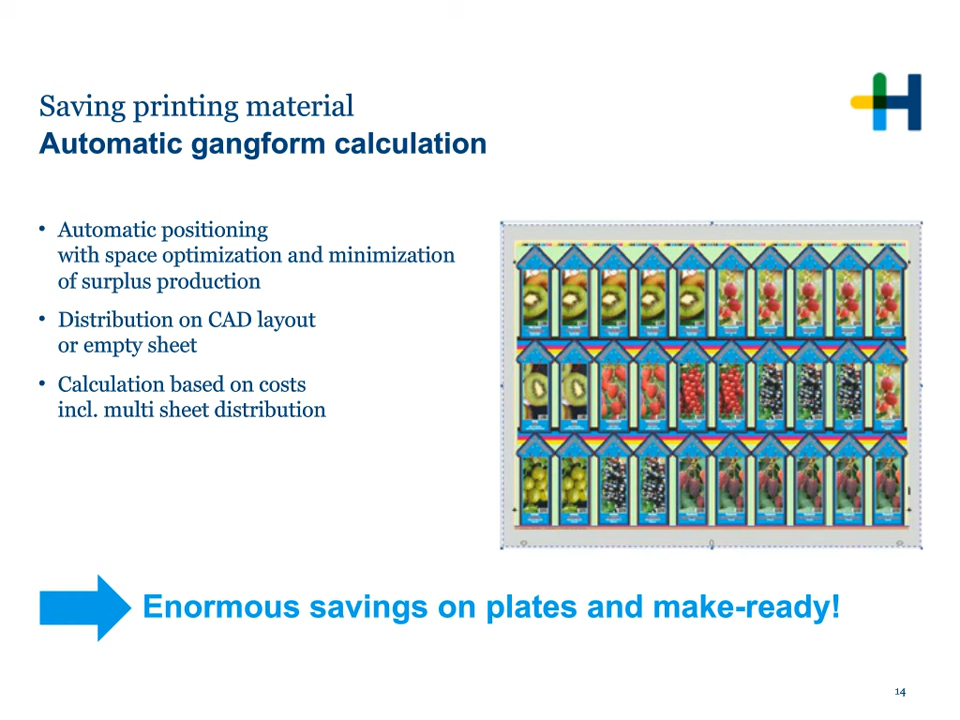 Saving printing material
Automatic gangform calculation
• Automatic positioning
with space optimization and minimization
of surplus production
• Distribution on CAD layout
or empty sheet
• Calculation based on costs
incl. multi sheet distribution
Enormous savings on plates and make-ready!
14